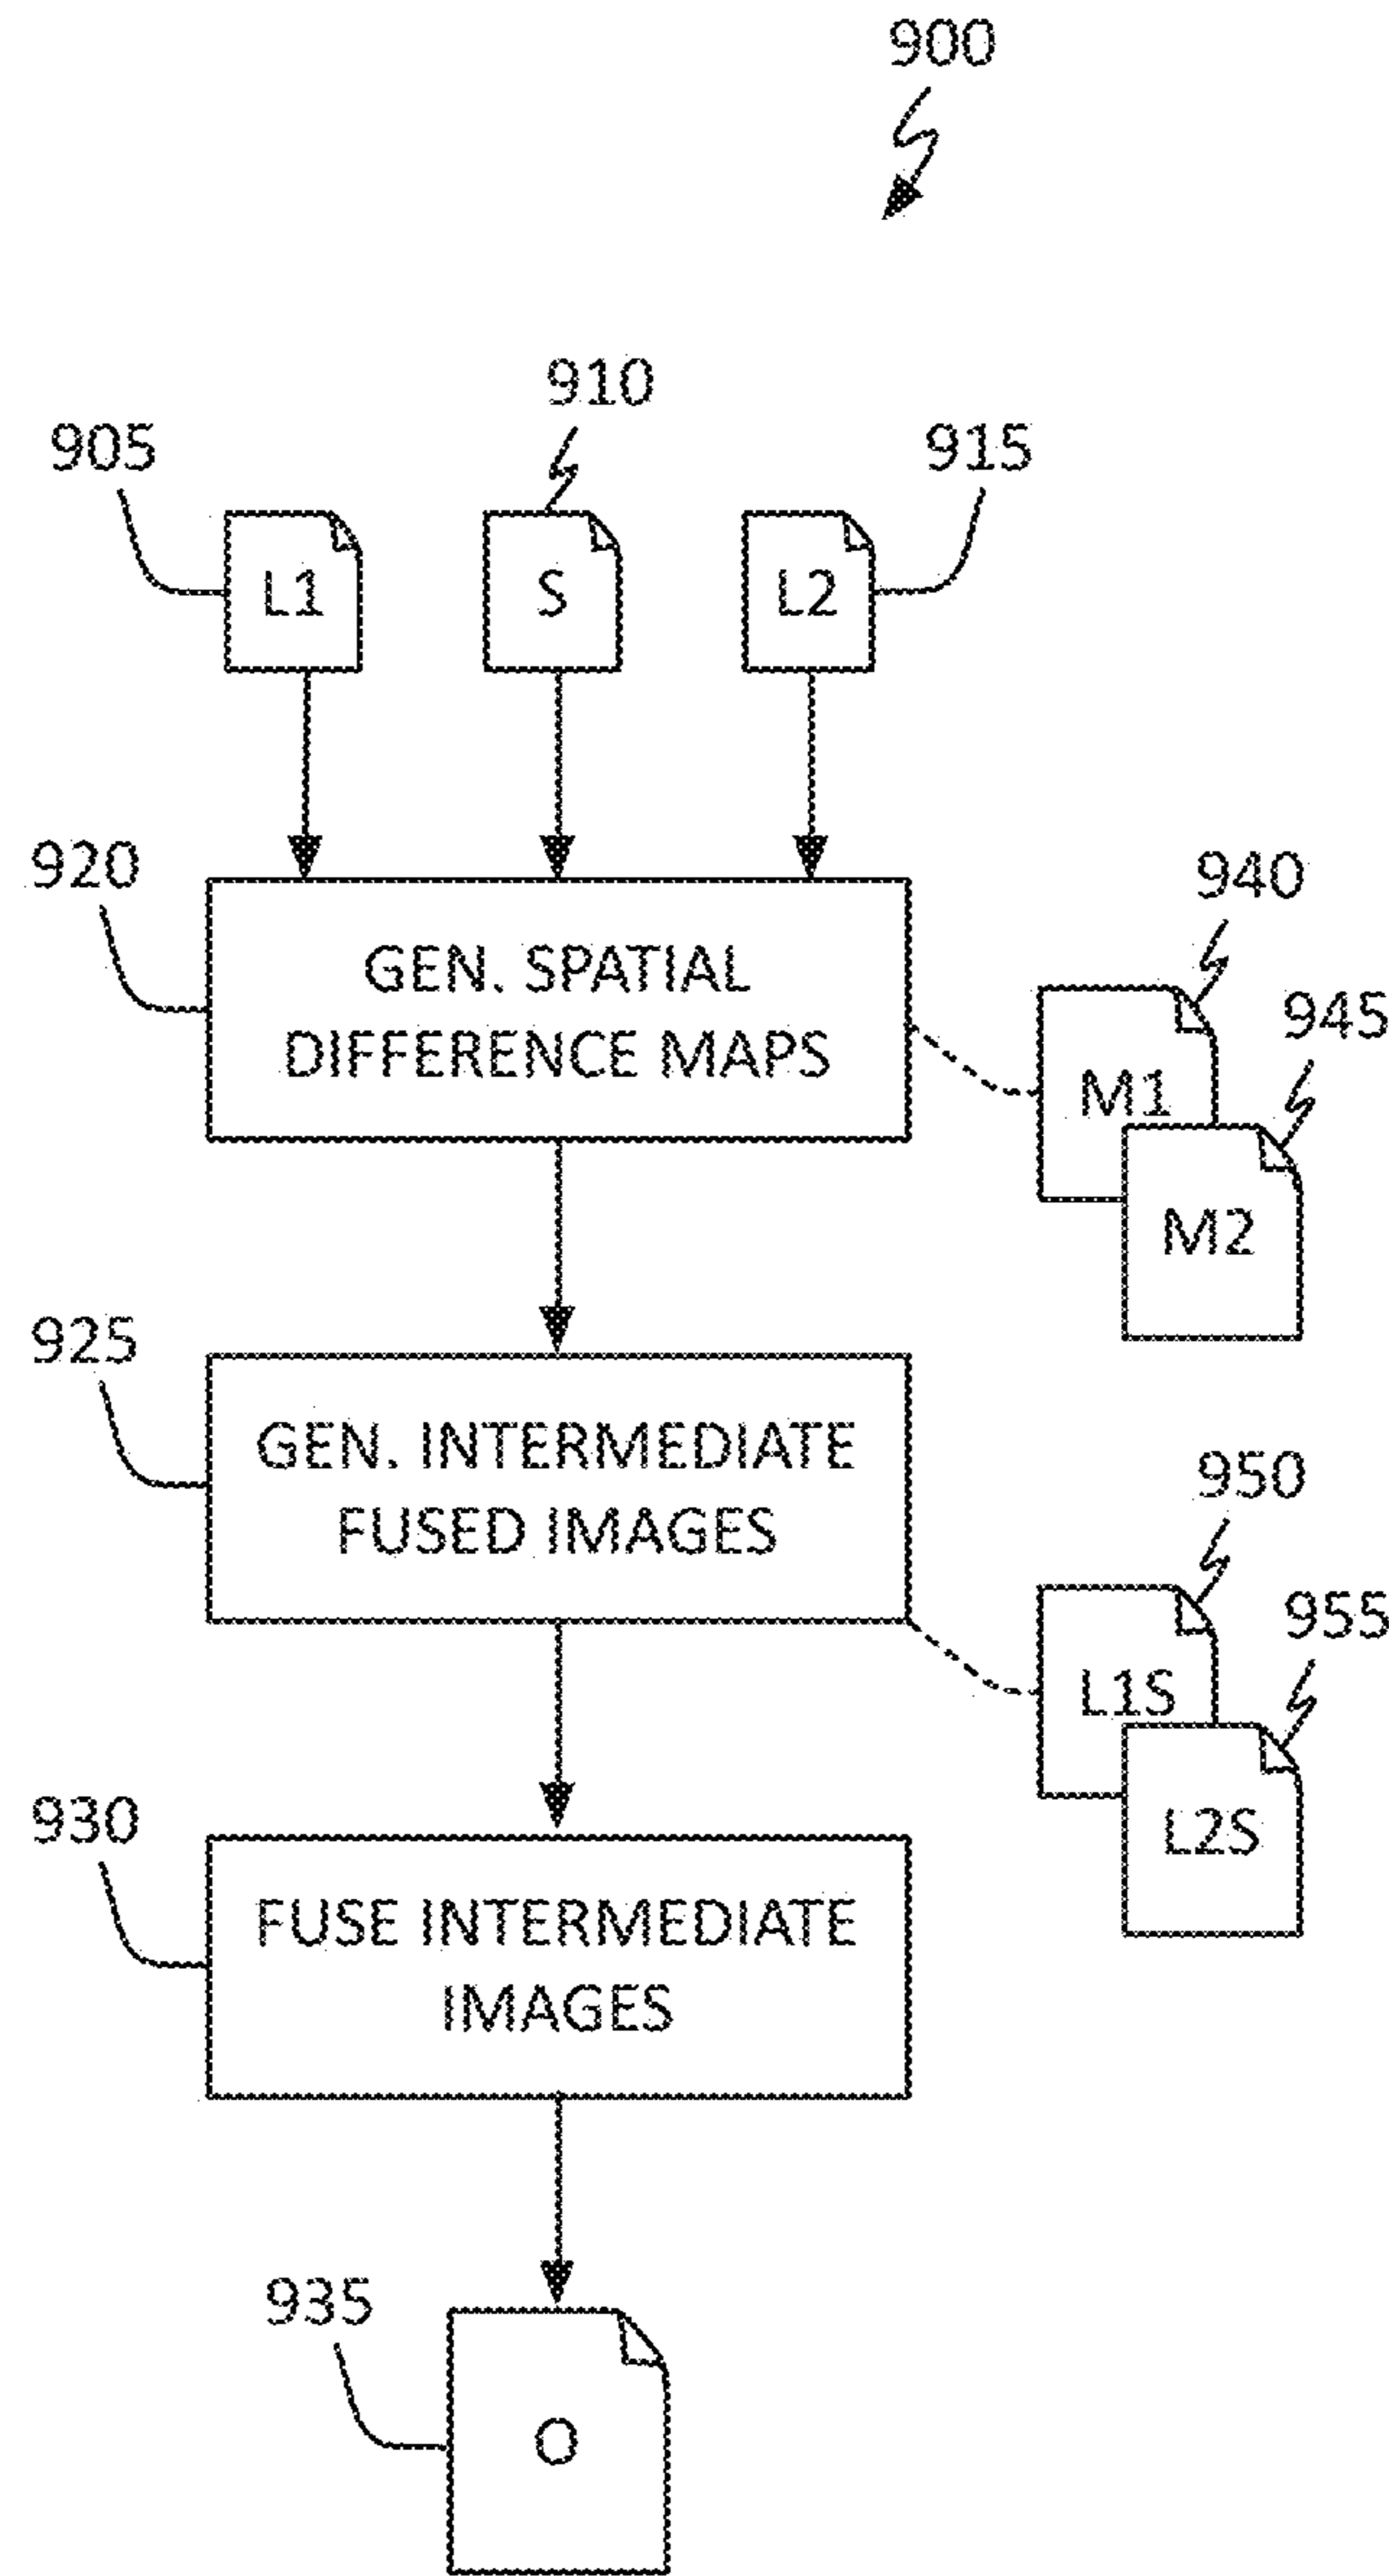 900
910
905
915
L1
S
L2
920
940
GEN. SPATIAL
DIFFERENCE MAPS
945
M1
M2
925
GEN. INTERMEDIATE
FUSED IMAGES
950
955
L1S
L2S
930
FUSE INTERMEDIATE
IMAGES
935
O